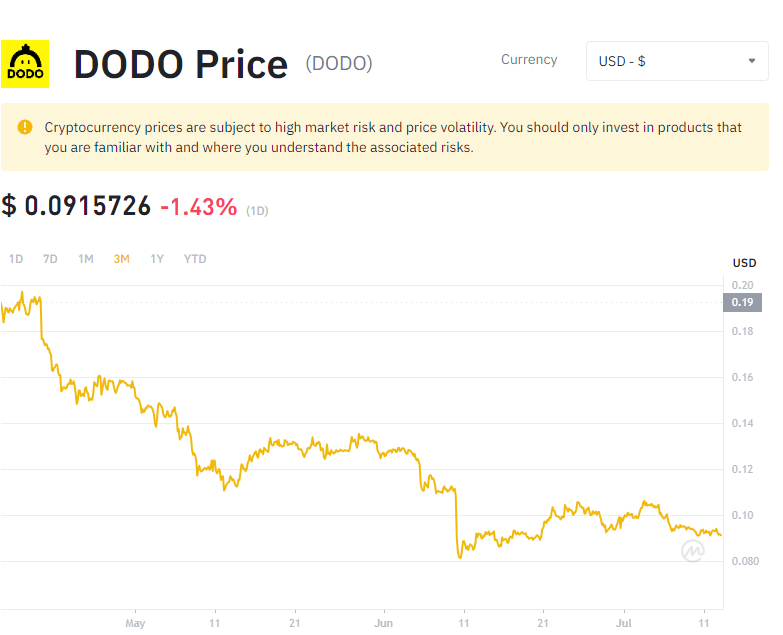 DODO
DODO Price (DODO)
Currency
USD - $
Cryptocurrency prices are subject to high market risk and price volatility. You should only invest in products that
you are familiar with and where you understand the associated risks.
$ 0.0915726 -1.43% (1D)
1D 7D 1M 3M 1Y YTD
USD
0.20
0.19
0.18
0.16
0.14
0.12
0.10
0.080
May 11 21 Jun 11 21 Jul 11